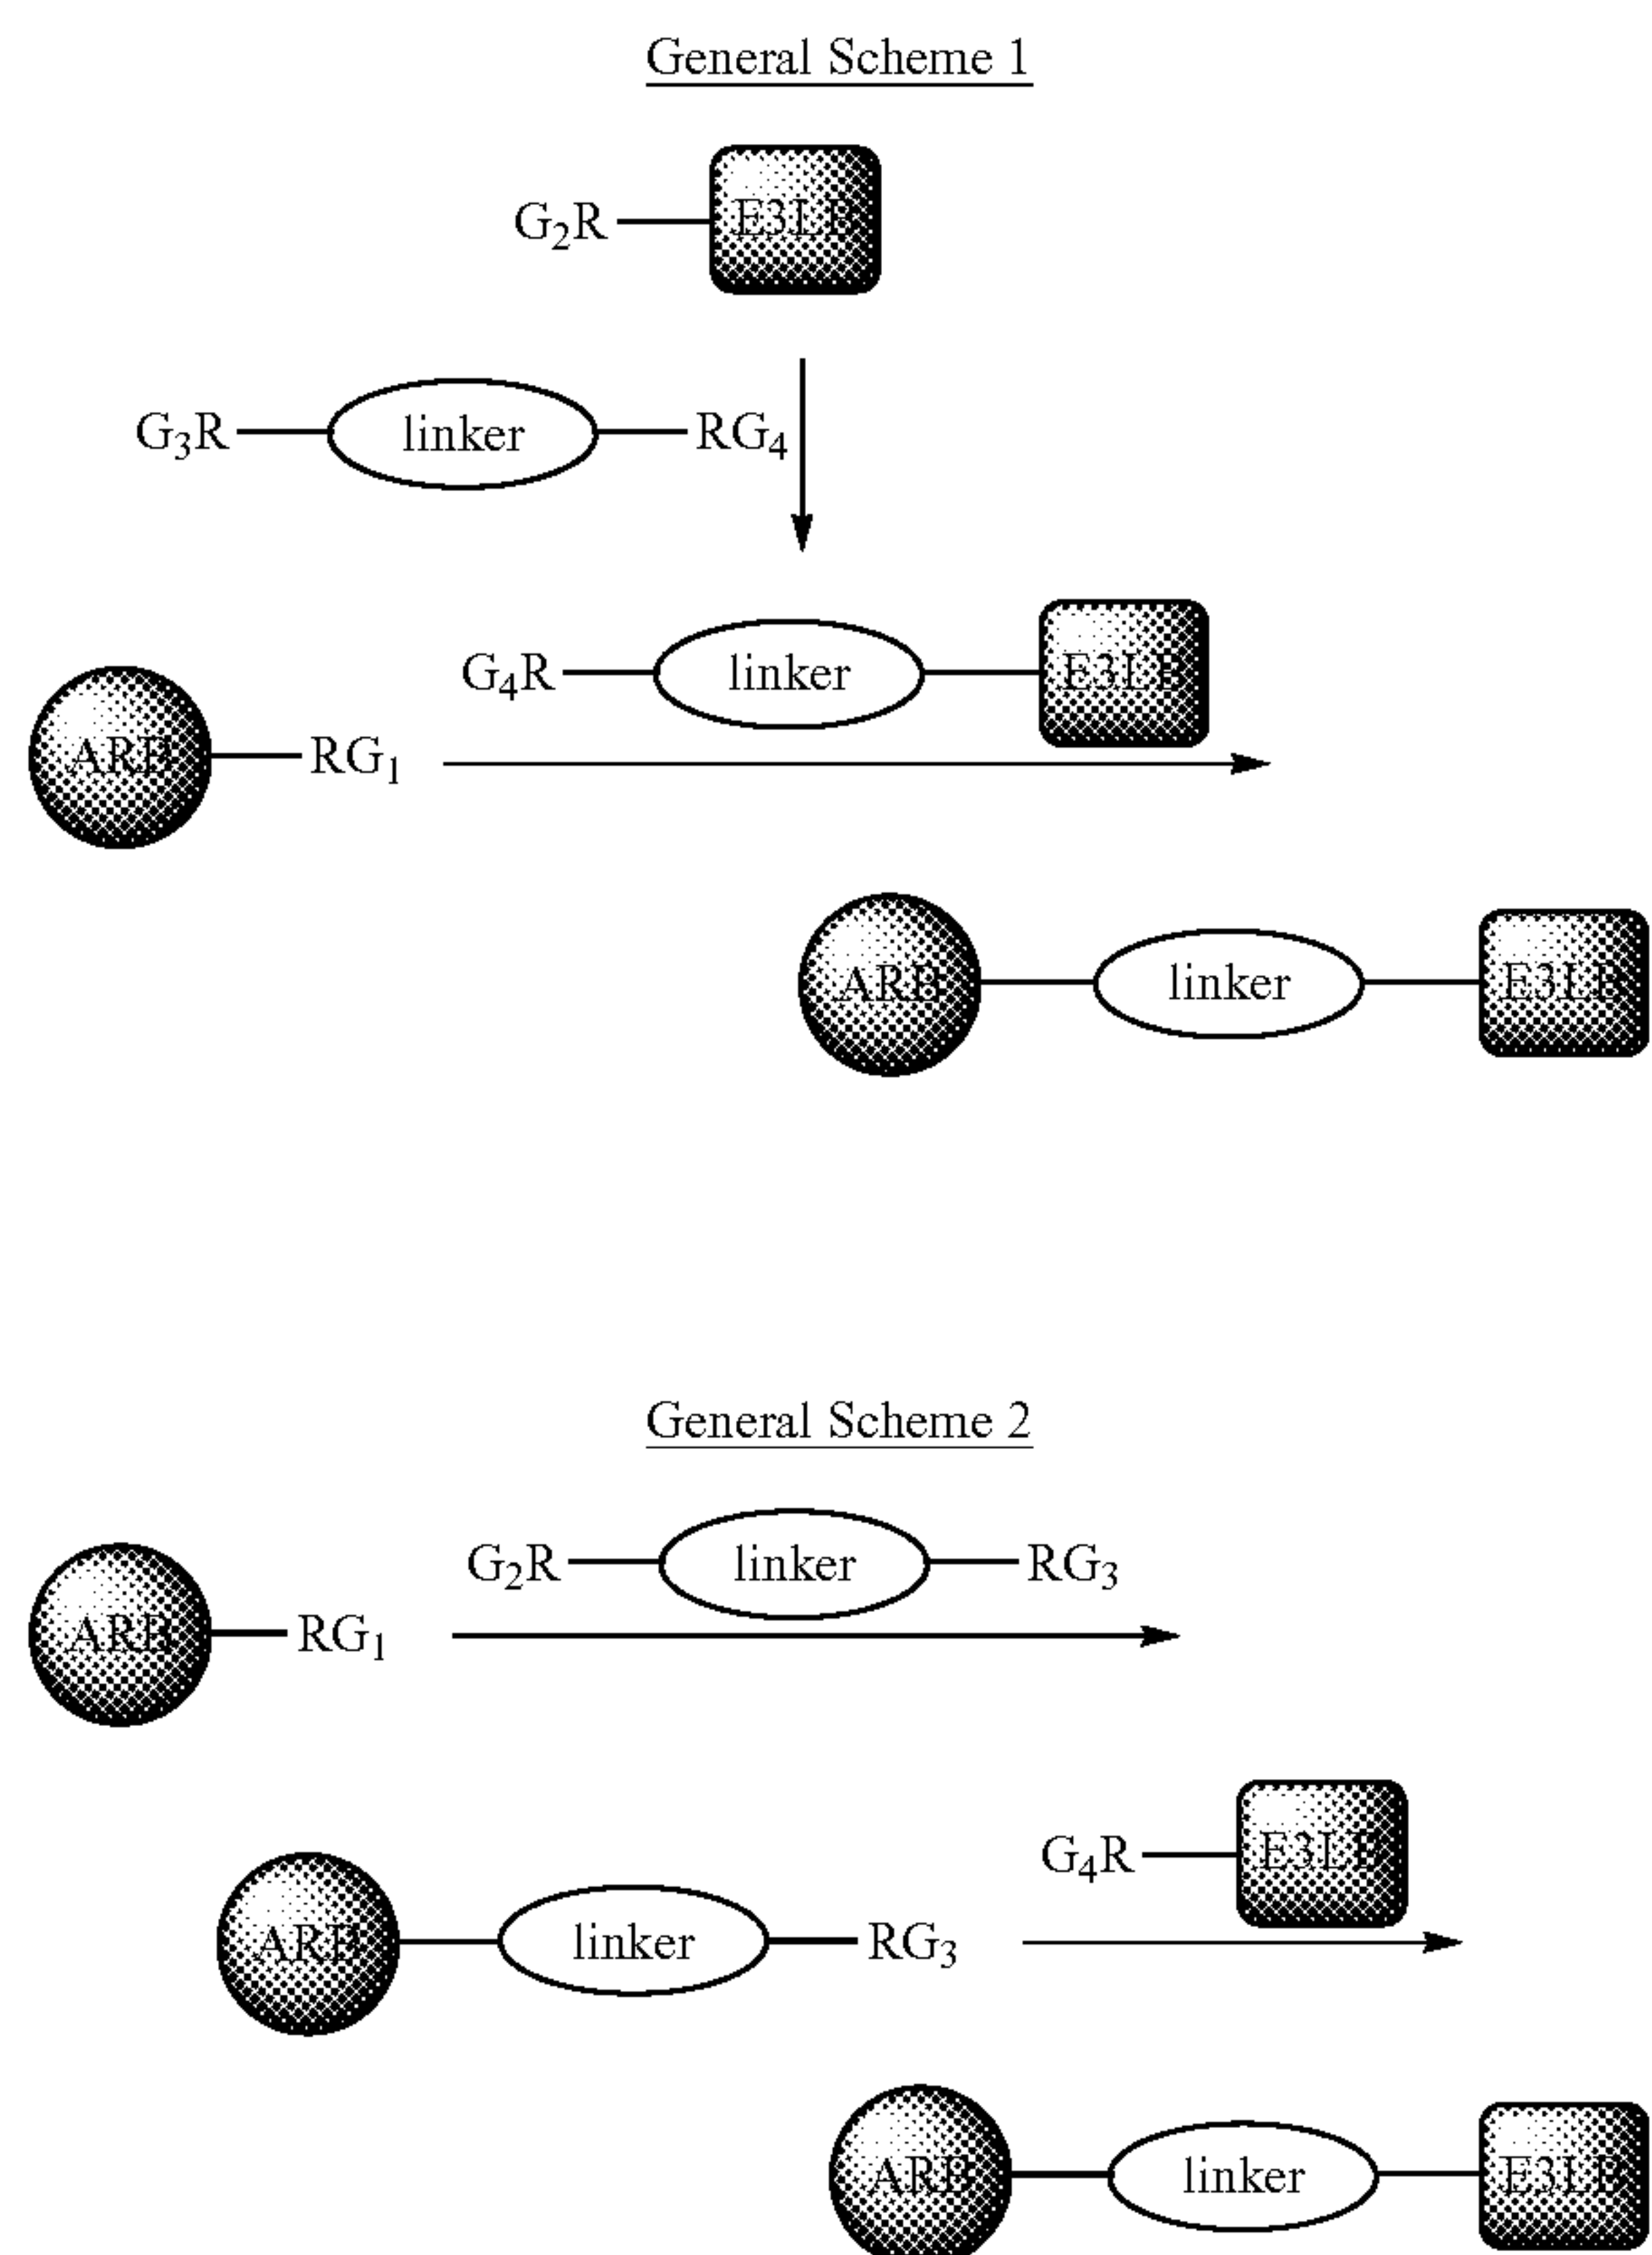 General Scheme 1
G₂R E3LB
G₃R linker RG₄
G₄R linker E3LB
ARB RG₁
ARB linker E3LB
General Scheme 2
G₂R linker RG₃
ARB RG₁
G₄R E3LB
ARB linker RG₃
ARB linker E3LB